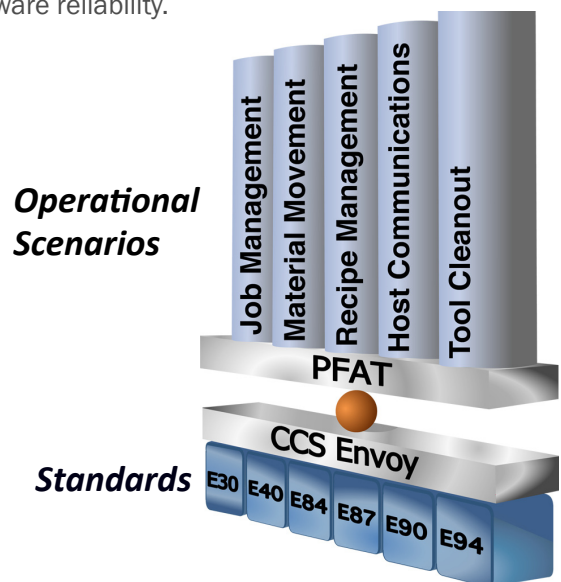 ware reliability.
Operational
Scenarios
Job Management
Material Movement
Recipe Management
Host Communications
Tool Cleanout
PFAT
CCS Envoy
Standards
E30
E40
E84
E87
E90
E94